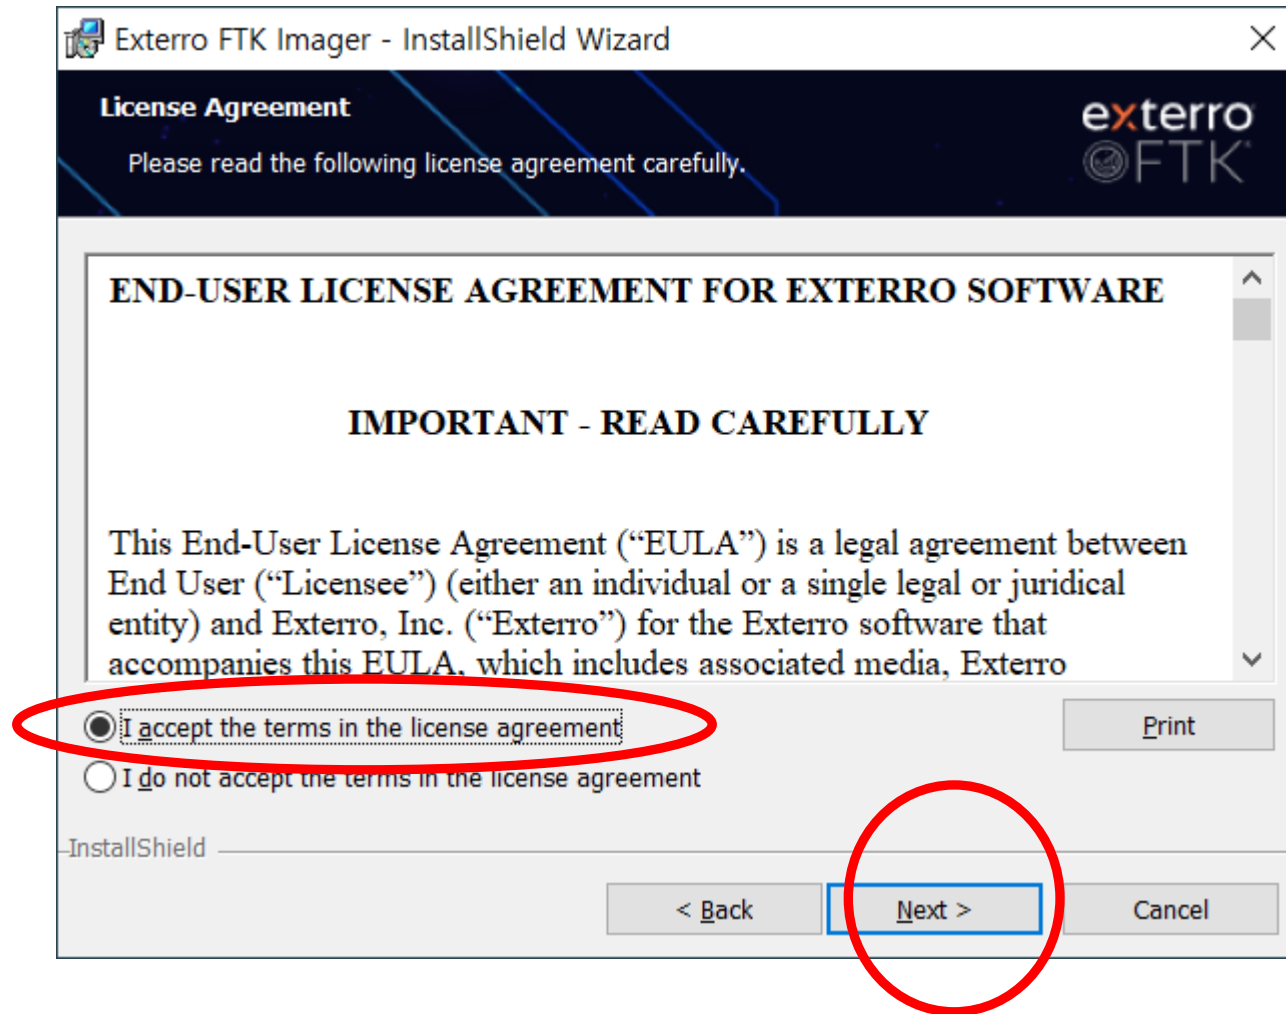 Exterro FTK Imager - InstallShield Wizard
License Agreement
Please read the following license agreement carefully.
exterro
FTK
END-USER LICENSE AGREEMENT FOR EXTERRO SOFTWARE
IMPORTANT - READ CAREFULLY
This End-User License Agreement (“EULA”) is a legal agreement between
End User (“Licensee”) (either an individual or a single legal or juridical
entity) and Exterro, Inc. (“Exterro”) for the Exterro software that
accompanies this EULA, which includes associated media, Exterro
I accept the terms in the license agreement
Print
I do not accept the terms in the license agreement
InstallShield
< Back
Next >
Cancel